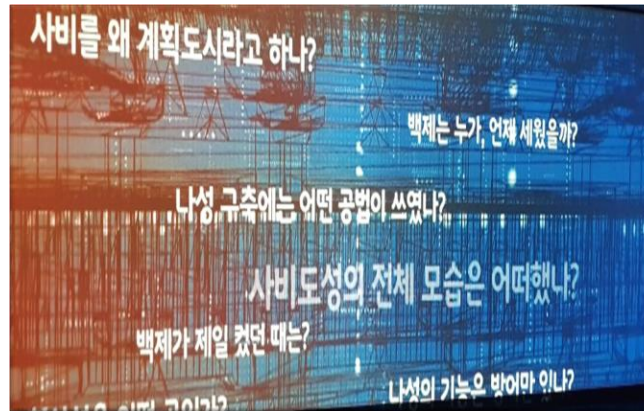 사비를 왜 계획도시라고 하나?
백제는 누가, 언제 세웠을까?
나성, 규축에는 어떤 공법이 쓰였나?
사비도성의 전체 모습은 어떠했나?
백제가 제일 컸던 때는?
나성의 기능은 방어만 있나?
어떤